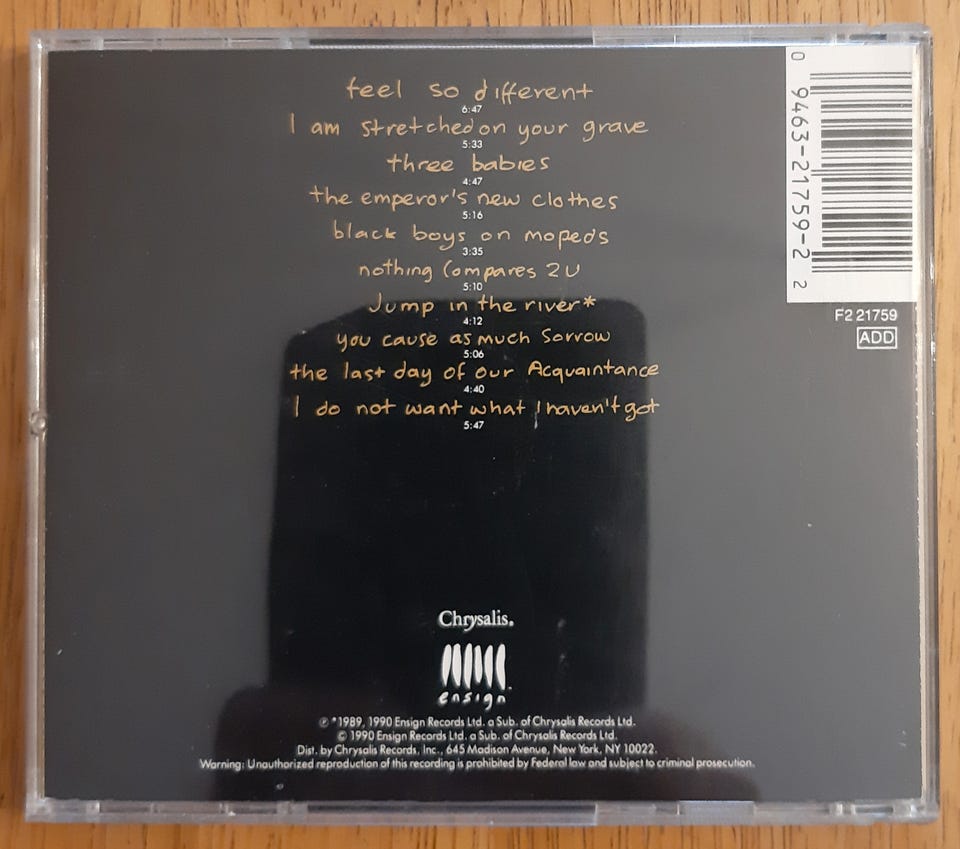 feel so different
6:47
I am stretched on your grave
5:33
three babies
4:47
the emperor's new clothes
5:16
black boys on mopeds
3:35
nothing Compares 2 U
5:10
Jump in the river*
4:12
you cause as much Sorrow
5:06
the last day of our Acquaintance
4:40
I do not want what I haven't got
5:47
0 9463-21759-2 2
F2 21759
ADD
Chrysalis.
ensign
℗ *1989, 1990 Ensign Records Ltd. a Sub. of Chrysalis Records Ltd.
© 1990 Ensign Records Ltd. a Sub. of Chrysalis Records Ltd.
Dist. by Chrysalis Records, Inc., 645 Madison Avenue, New York, NY 10022.
Warning: Unauthorized reproduction of this recording is prohibited by Federal law and subject to criminal prosecution.